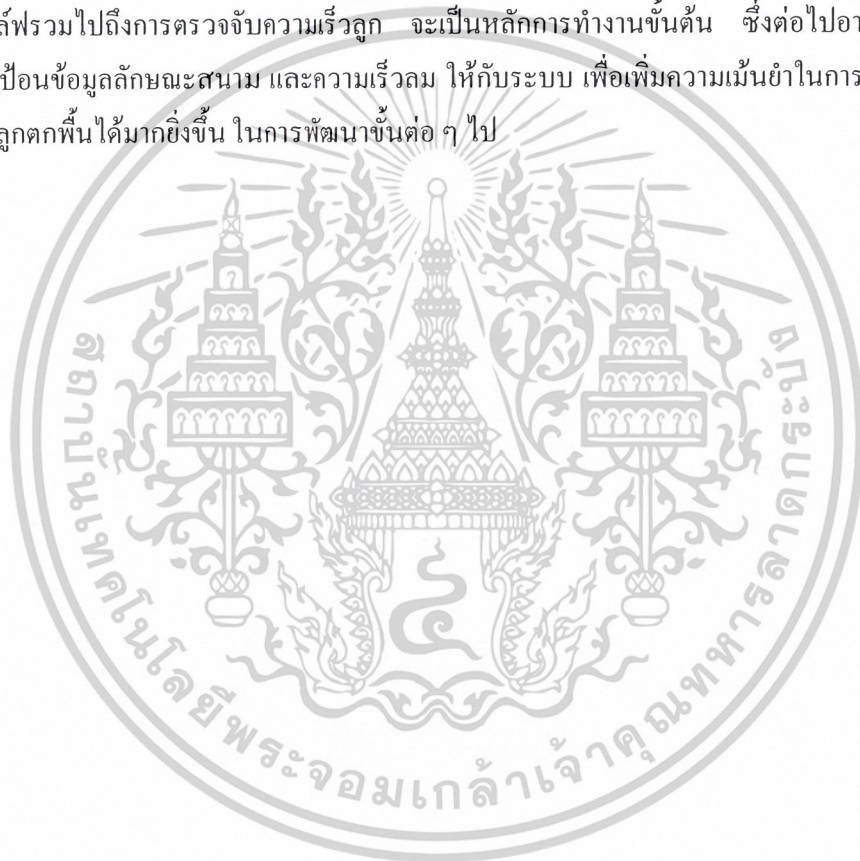 ล์ฟรวมไปถึงการตรวจจับความเร็วลูก จะเป็นหลักการทำงานขั้นต้น ซึ่งต่อไปอา
ป้อนข้อมูลลักษณะสนาม และความเร็วลม ให้กับระบบ เพื่อเพิ่มความเม้นยำในการ
ลูกตกพื้นได้มากยิ่งขึ้น ในการพัฒนาขั้นต่อ ๆ ไป
สถาบันเทคโนโลยีพระจอมเกล้าเจ้าคุณทหารลาดกระบัง
๔